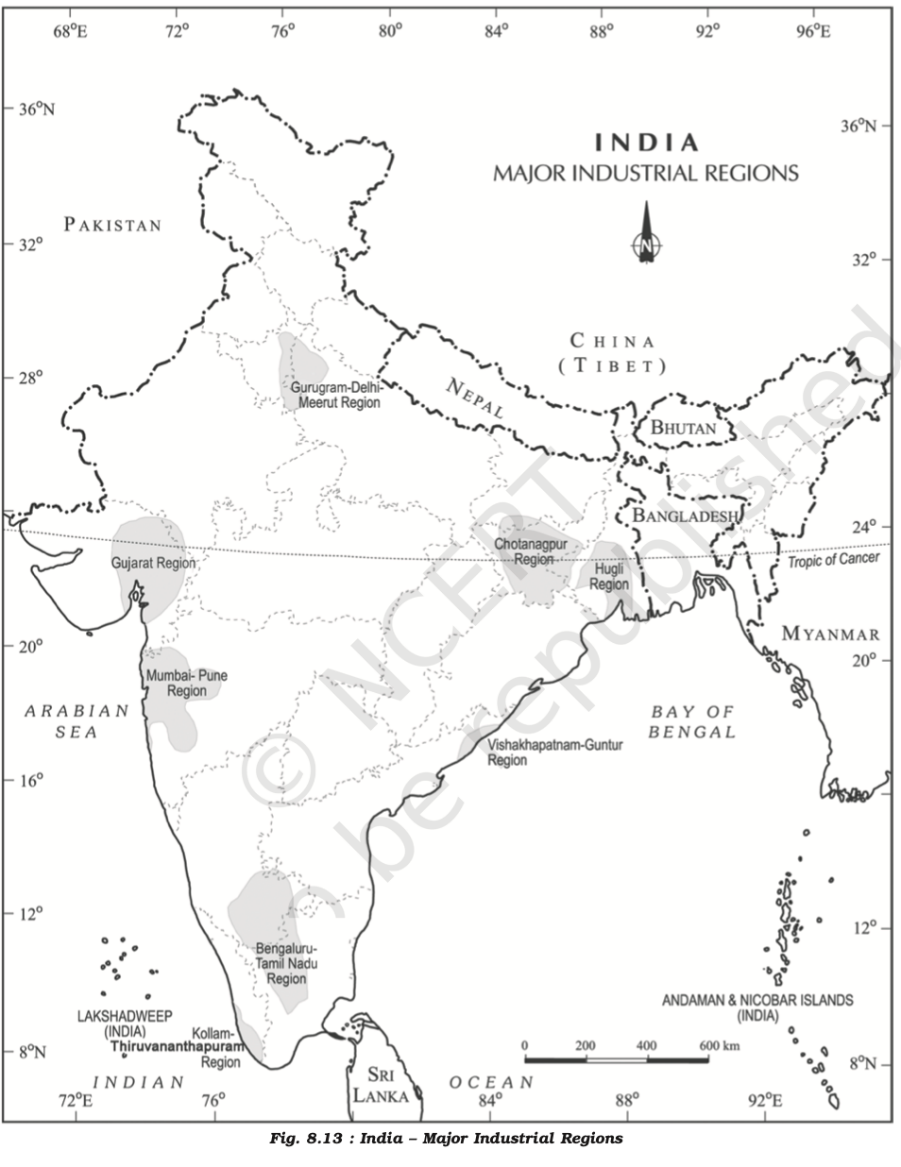 68°E 72° 76° 80° 84° 88° 92° 96°E
36°N
36°N
INDIA
MAJOR INDUSTRIAL REGIONS
N
PAKISTAN
32°
32°
CHINA
(TIBET)
28°
28°
Gurugram-Delhi-
Meerut Region
NEPAL
BHUTAN
BANGLADESH
24°
Tropic of Cancer
Chotanagpur
Region
Hugli
Region
Gujarat Region
MYANMAR
20°
20°
Mumbai- Pune
Region
ARABIAN
SEA
BAY OF
BENGAL
Vishakhapatnam-Guntur
Region
16°
12°
12°
Bengaluru-
Tamil Nadu
Region
LAKSHADWEEP
(INDIA)
ANDAMAN & NICOBAR ISLANDS
(INDIA)
Kollam-
Thiruvananthapuram
Region
8°N
8°N
0 200 400 600 km
INDIAN OCEAN
SRI
LANKA
72°E 76° 84° 88° 92°E
© NCERT
be republished
Fig. 8.13 : India – Major Industrial Regions